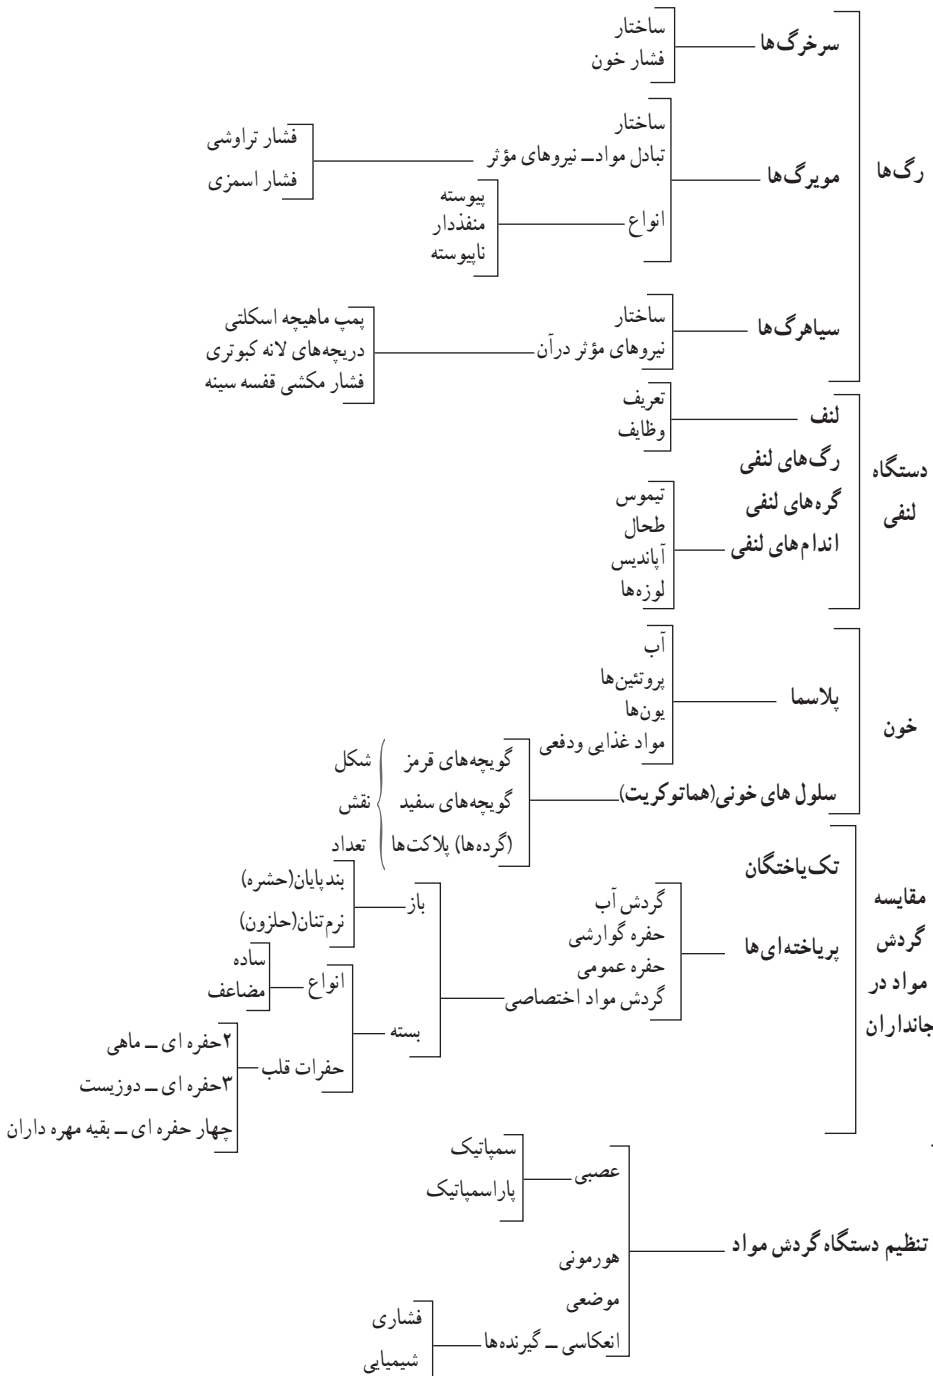 رگ‌ها
سرخرگ‌ها
ساختار
فشار خون
مویرگ‌ها
ساختار
تبادل مواد ـ نیروهای مؤثر
فشار تراوشی
فشار اسمزی
انواع
پیوسته
منفذدار
ناپیوسته
سیاهرگ‌ها
ساختار
نیروهای مؤثر درآن
پمپ ماهیچه اسکلتی
دریچه‌های لانه کبوتری
فشار مکشی قفسه سینه
دستگاه
لنفی
لنف
تعریف
وظایف
رگ‌های لنفی
گره‌های لنفی
اندام‌های لنفی
تیموس
طحال
آپاندیس
لوزه‌ها
خون
پلاسما
آب
پروتئین‌ها
یون‌ها
مواد غذایی ودفعی
سلول های خونی(هماتوکریت)
گویچه‌های قرمز
گویچه‌های سفید
(گرده‌ها) پلاکت‌ها
شکل
نقش
تعداد
مقایسه
گردش
مواد در
جانداران
تک‌یاختگان
پریاخته‌ای‌ها
گردش آب
حفره گوارشی
حفره عمومی
گردش مواد اختصاصی
باز
بندپایان(حشره)
نرم‌تنان(حلزون)
بسته
انواع
ساده
مضاعف
حفرات قلب
۲حفره ای ـ ماهی
۳حفره ای ـ دوزیست
چهار حفره ای ـ بقیه مهره داران
تنظیم دستگاه گردش مواد
عصبی
سمپاتیک
پاراسمپاتیک
هورمونی
موضعی
انعکاسی ـ گیرنده‌ها
فشاری
شیمیایی